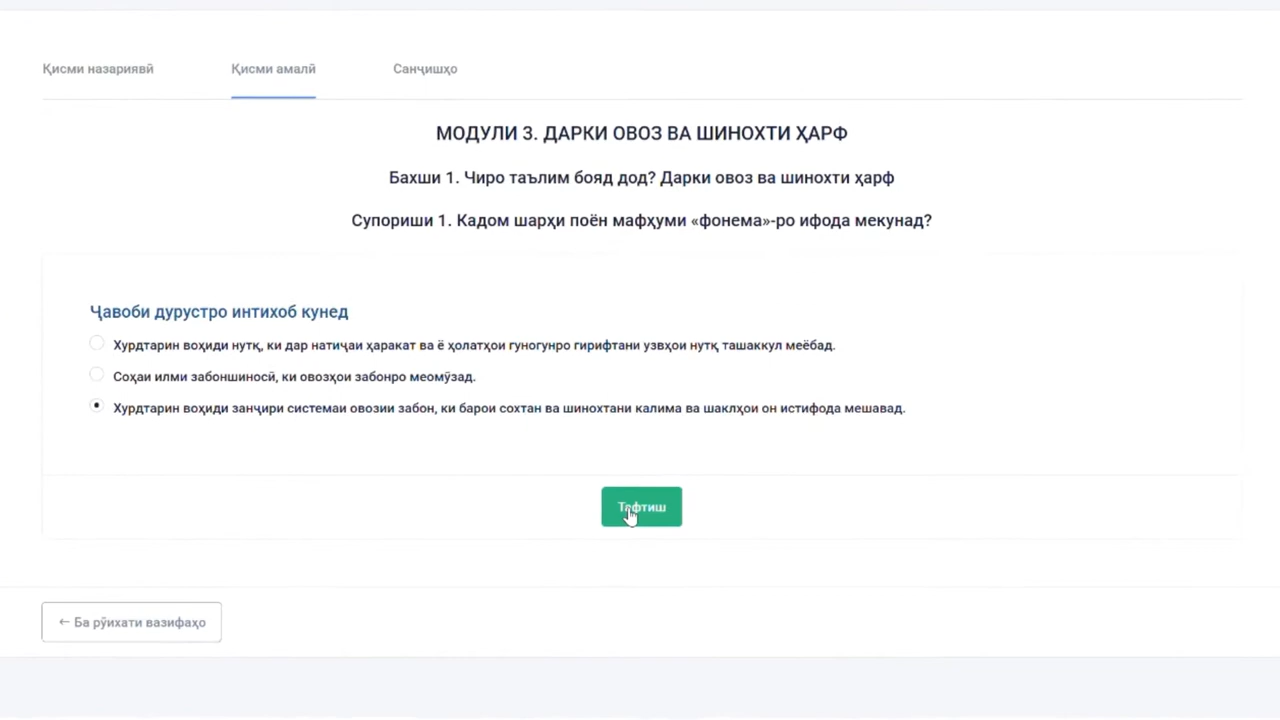 Қисми назариявӣ Қисми амалӣ Санҷишҳо
МОДУЛИ 3. ДАРКИ ОВОЗ ВА ШИНОХТИ ҲАРФ
Бахши 1. Чиро таълим бояд дод? Дарки овоз ва шинохти ҳарф
Супориши 1. Кадом шарҳи поён мафҳуми «фонема»-ро ифода мекунад?
Ҷавоби дурустро интихоб кунед
Хурдтарин воҳиди нутқ, ки дар натиҷаи ҳаракат ва ё ҳолатҳои гуногунро гирифтани узвҳои нутқ ташаккул меёбад.
Соҳаи илми забоншиносӣ, ки овозҳои забонро меомӯзад.
Хурдтарин воҳиди занҷири системаи овозии забон, ки барои сохтан ва шинохтани калима ва шаклҳои он истифода мешавад.
Тафтиш
← Ба рӯихати вазифаҳо